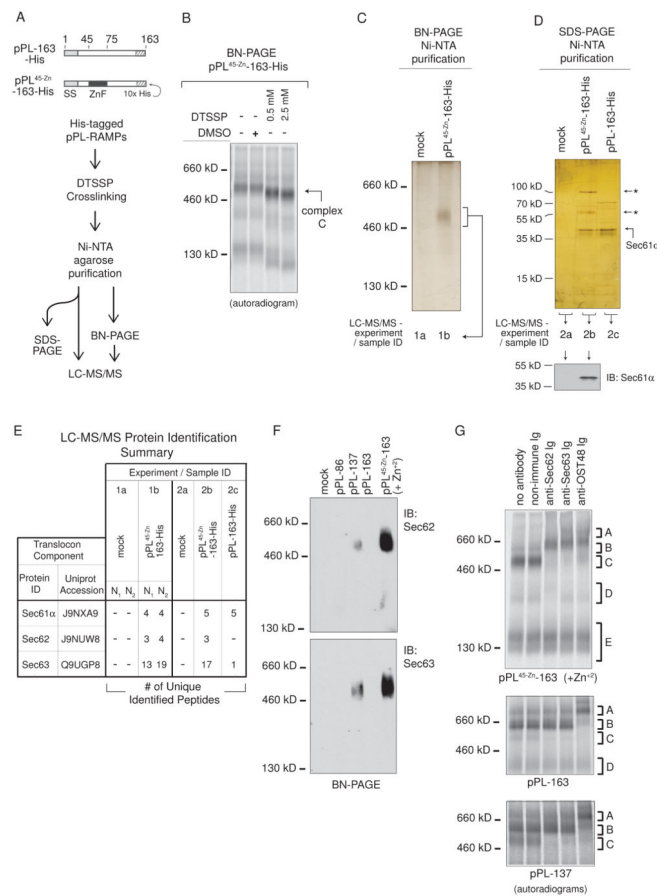 A
1 45 75 163
pPL-163
-His
pPL45-Zn
-163-His
SS ZnF 10x His
His-tagged
pPL-RAMPs
DTSSP
Crosslinking
Ni-NTA
agarose
purification
SDS-
PAGE
BN-PAGE
LC-MS/MS
B
BN-PAGE
pPL45-Zn-163-His
DTSSP - - 0.5 mM 2.5 mM
DMSO - + - -
660 kD
460 kD
130 kD
complex
C
(autoradiogram)
C
BN-PAGE
Ni-NTA
purification
mock
pPL45-Zn-163-His
660 kD
460 kD
130 kD
LC-MS/MS -
experiment
/ sample ID
1a 1b
D
SDS-PAGE
Ni-NTA
purification
mock
pPL45-Zn-163-His
pPL-163-His
100 kD
70 kD
55 kD
35 kD
15 kD
*
*
Sec61α
LC-MS/MS -
experiment
/ sample ID
2a 2b 2c
55 kD
35 kD
IB: Sec61α
E
LC-MS/MS Protein Identification
Summary
Experiment / Sample ID
1a 1b 2a 2b 2c
mock
pPL45-Zn
163-His
mock
pPL45-Zn
-163-His
pPL-163-His
Translocon
Component
Protein
ID
Uniprot
Accession
N1 N2 N1 N2
Sec61α J9NXA9 - - 4 4 - 5 5
Sec62 J9NUW8 - - 3 4 - 3 -
Sec63 Q9UGP8 - - 13 19 - 17 1
# of Unique
Identified Peptides
F
mock
pPL-86
pPL-137
pPL-163
pPL45-Zn-163
(+ Zn+2)
660 kD
460 kD
130 kD
IB:
Sec62
660 kD
460 kD
130 kD
IB:
Sec63
BN-PAGE
G
no antibody
non-immune Ig
anti-Sec62 Ig
anti-Sec63 Ig
anti-OST48 Ig
660 kD
460 kD
130 kD
A
B
C
D
E
pPL45-Zn-163 (+Zn+2)
660 kD
460 kD
A
B
C
D
pPL-163
660 kD
460 kD
A
B
C
pPL-137
(autoradiograms)